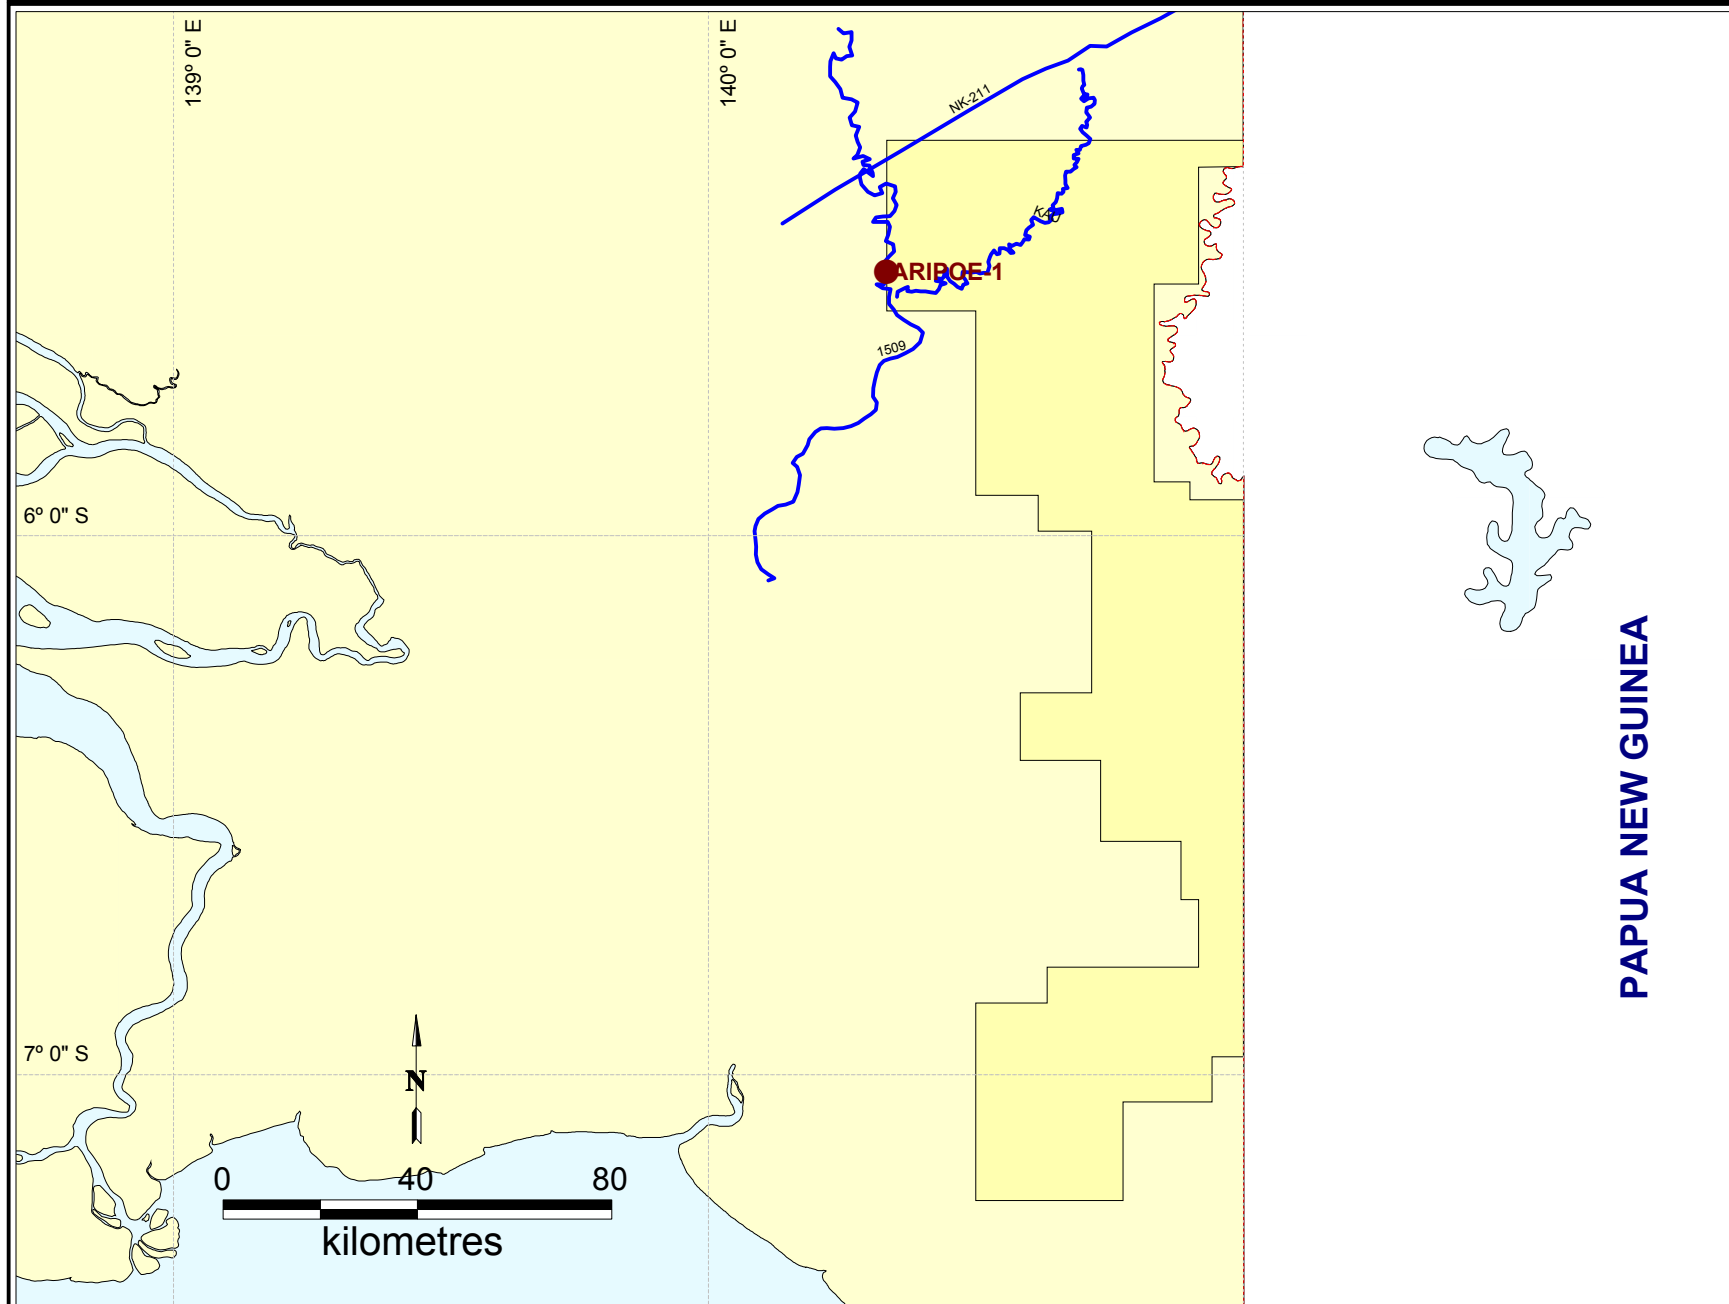 139° 0" E
140° 0" E
NK-211
ARIPOE-1
1509
6° 0" S
PAPUA NEW GUINEA
7° 0" S
N
0 40 80
kilometres